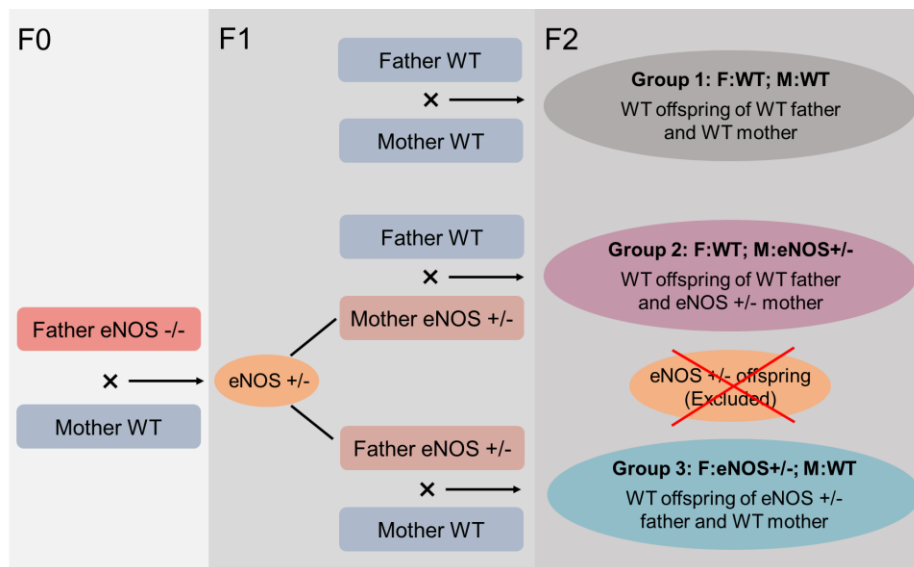 F0
F1
F2
Father WT
×
Mother WT
Group 1: F:WT; M:WT
WT offspring of WT father
and WT mother
Father WT
×
Mother eNOS +/-
Group 2: F:WT; M:eNOS+/-
WT offspring of WT father
and eNOS +/- mother
Father eNOS -/-
×
Mother WT
eNOS +/-
eNOS +/- offspring
(Excluded)
Father eNOS +/-
×
Mother WT
Group 3: F:eNOS+/-; M:WT
WT offspring of eNOS +/-
father and WT mother